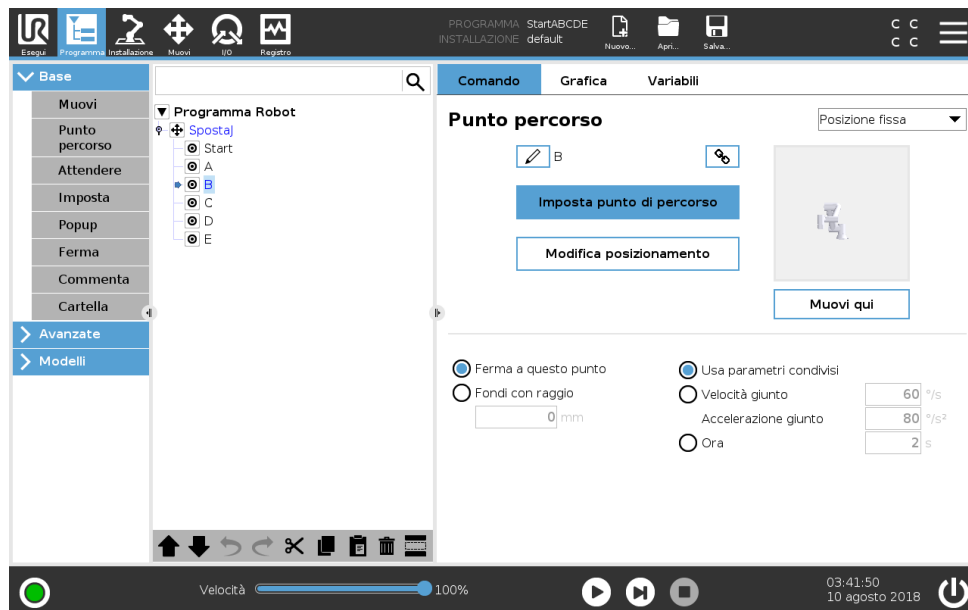 PROGRAMMA StartABCDE
INSTALLAZIONE default
C C
C C
UR
Esegui
Programma
Installazione
Muovi
I/O
Registro
Nuovo...
Apri...
Salva...
Base
Muovi
Punto
percorso
Attendere
Imposta
Popup
Ferma
Commenta
Cartella
Avanzate
Modelli
Programma Robot
SpostaJ
Start
A
B
C
D
E
Comando
Grafica
Variabili
Punto percorso
Posizione fissa
B
Imposta punto di percorso
Modifica posizionamento
Muovi qui
Ferma a questo punto
Fondi con raggio
0 mm
Usa parametri condivisi
Velocità giunto 60 °/s
Accelerazione giunto 80 °/s²
Ora 2 s
Velocità 100%
03:41:50
10 agosto 2018